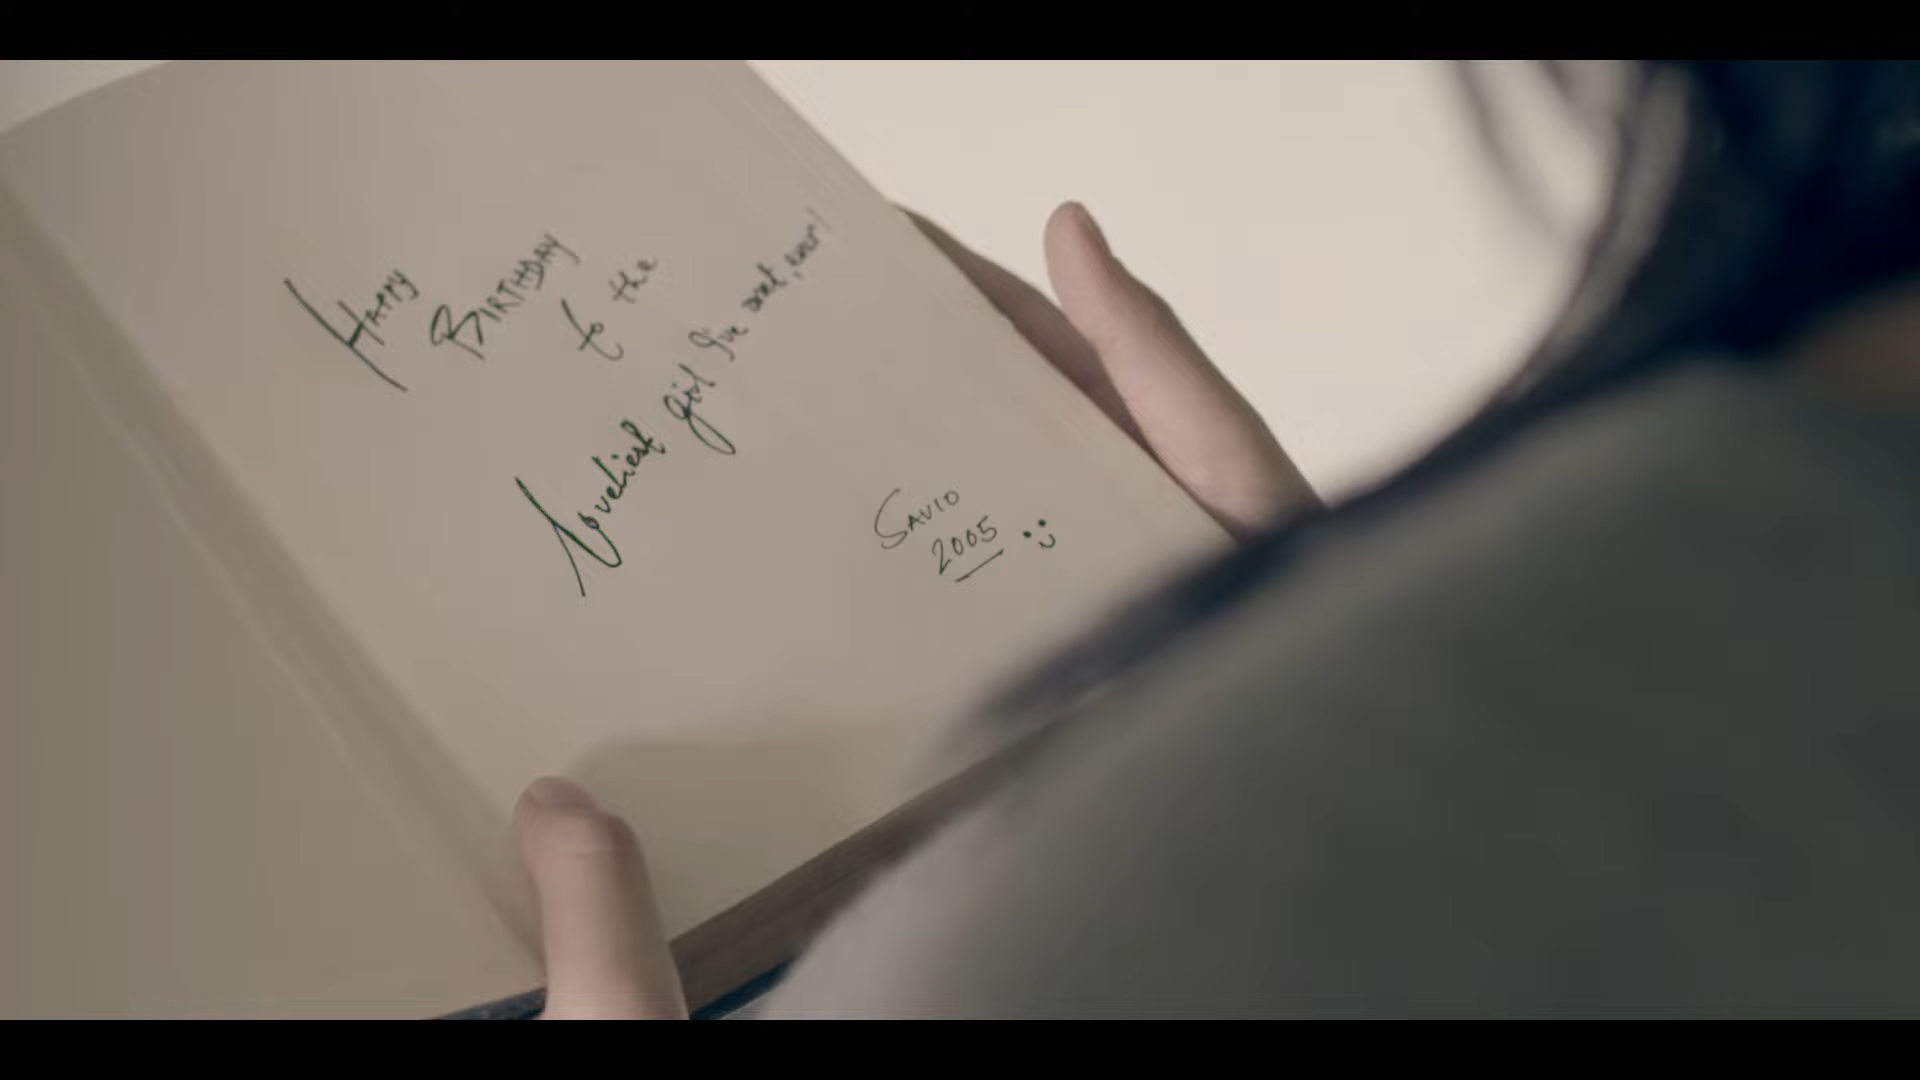 HAPPY BIRTHDAY
to the
Loveliest girl I've met, ever!
SAVIO
2005